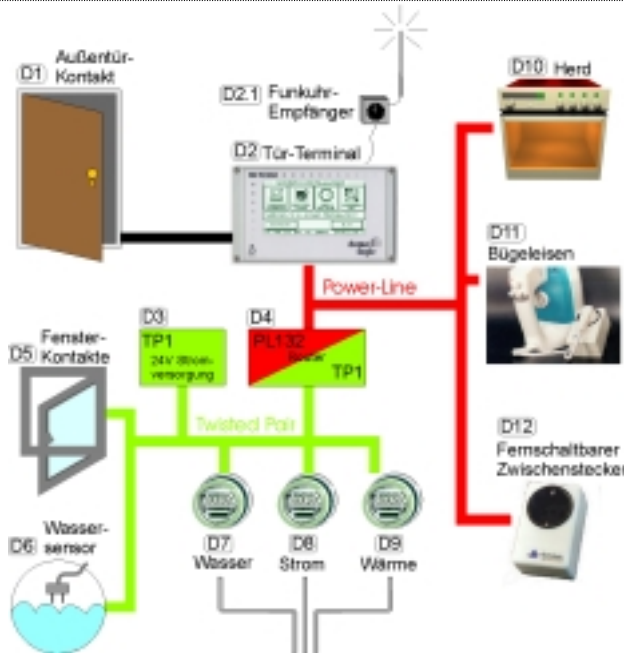 D1
Außentür-
Kontakt
D2.1
Funkuhr-
Empfänger
D10 Herd
D2 Tür-Terminal
D11
Bügeleisen
Power-Line
D3
TP1
24V Strom-
versorgung
D4
PL132
Router
TP1
D5
Fenster-
Kontakte
Twisted Pair
D12
Fernschaltbarer
Zwischenstecker
D6
Wasser-
sensor
D7
Wasser
D8
Strom
D9
Wärme